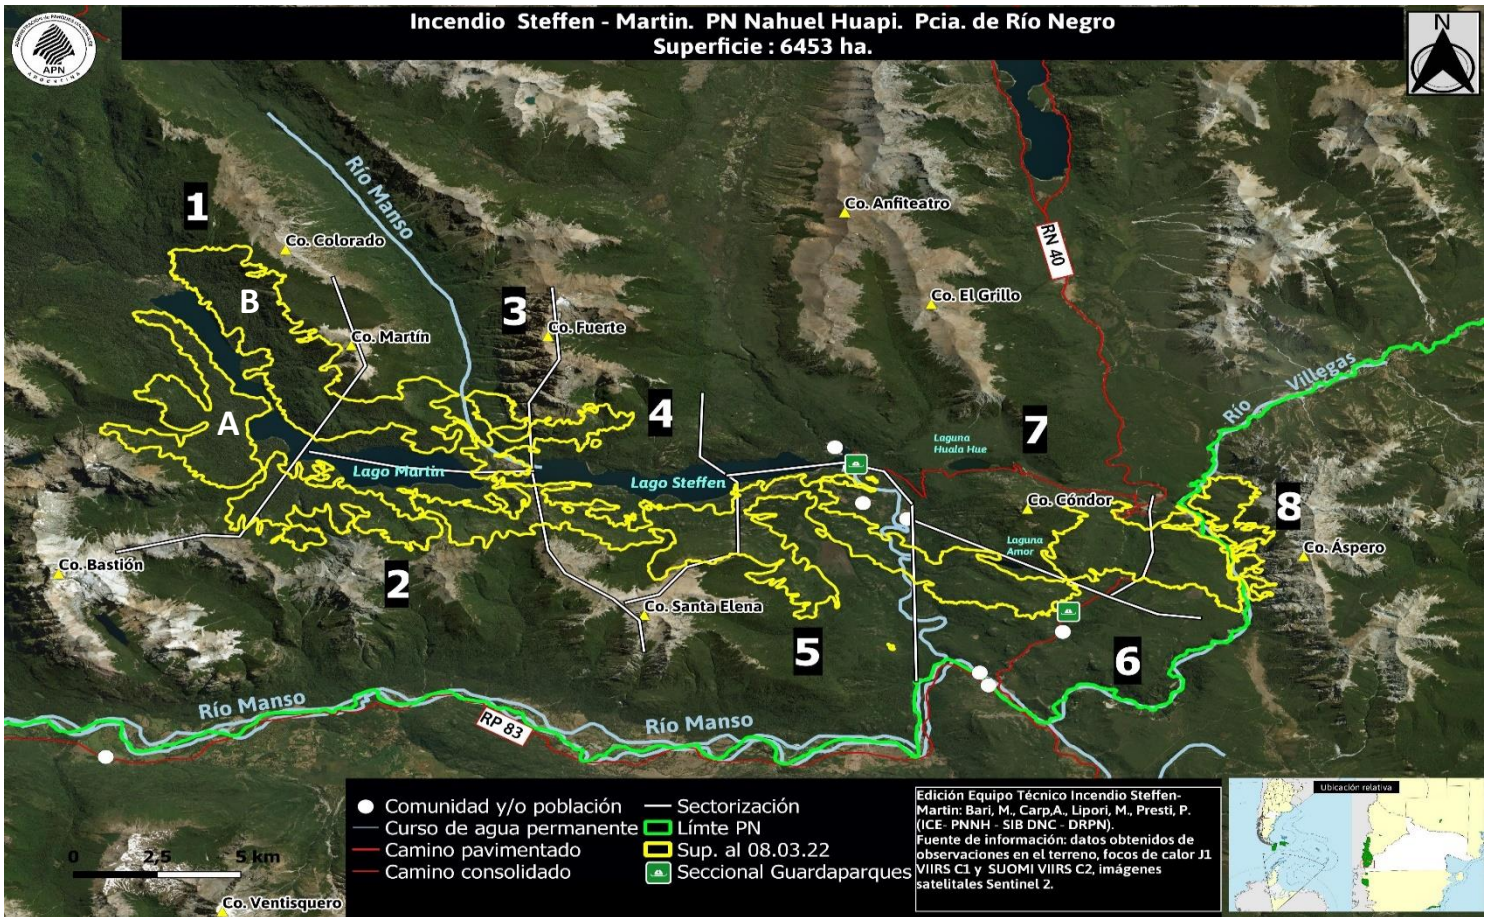 Incendio Steffen - Martin. PN Nahuel Huapi. Pcia. de Río Negro
Superficie : 6453 ha.
APN
N
1
Río Manso
Co. Colorado
Co. Anfiteatro
RN 40
B
3
Co. El Grillo
Co. Martín
Co. Fuerte
Villegas
Río
A
4
7
Laguna
Huala Hue
Lago Martin
Lago Steffen
Co. Cóndor
8
Laguna
Amor
Co. Áspero
Co. Bastión
2
Co. Santa Elena
5
6
Río Manso
Río Manso
RP 83
Co. Ventisquero
0 2,5 5 km
Comunidad y/o población
Curso de agua permanente
Camino pavimentado
Camino consolidado
Sectorización
Límte PN
Sup. al 08.03.22
Seccional Guardaparques
Edición Equipo Técnico Incendio Steffen-
Martin: Bari, M., Carp,A., Lipori, M., Presti, P.
(ICE- PNNH - SIB DNC - DRPN).
Fuente de información: datos obtenidos de
observaciones en el terreno, focos de calor J1
VIIRS C1 y SUOMI VIIRS C2, imágenes
satelitales Sentinel 2.
Ubicación relativa